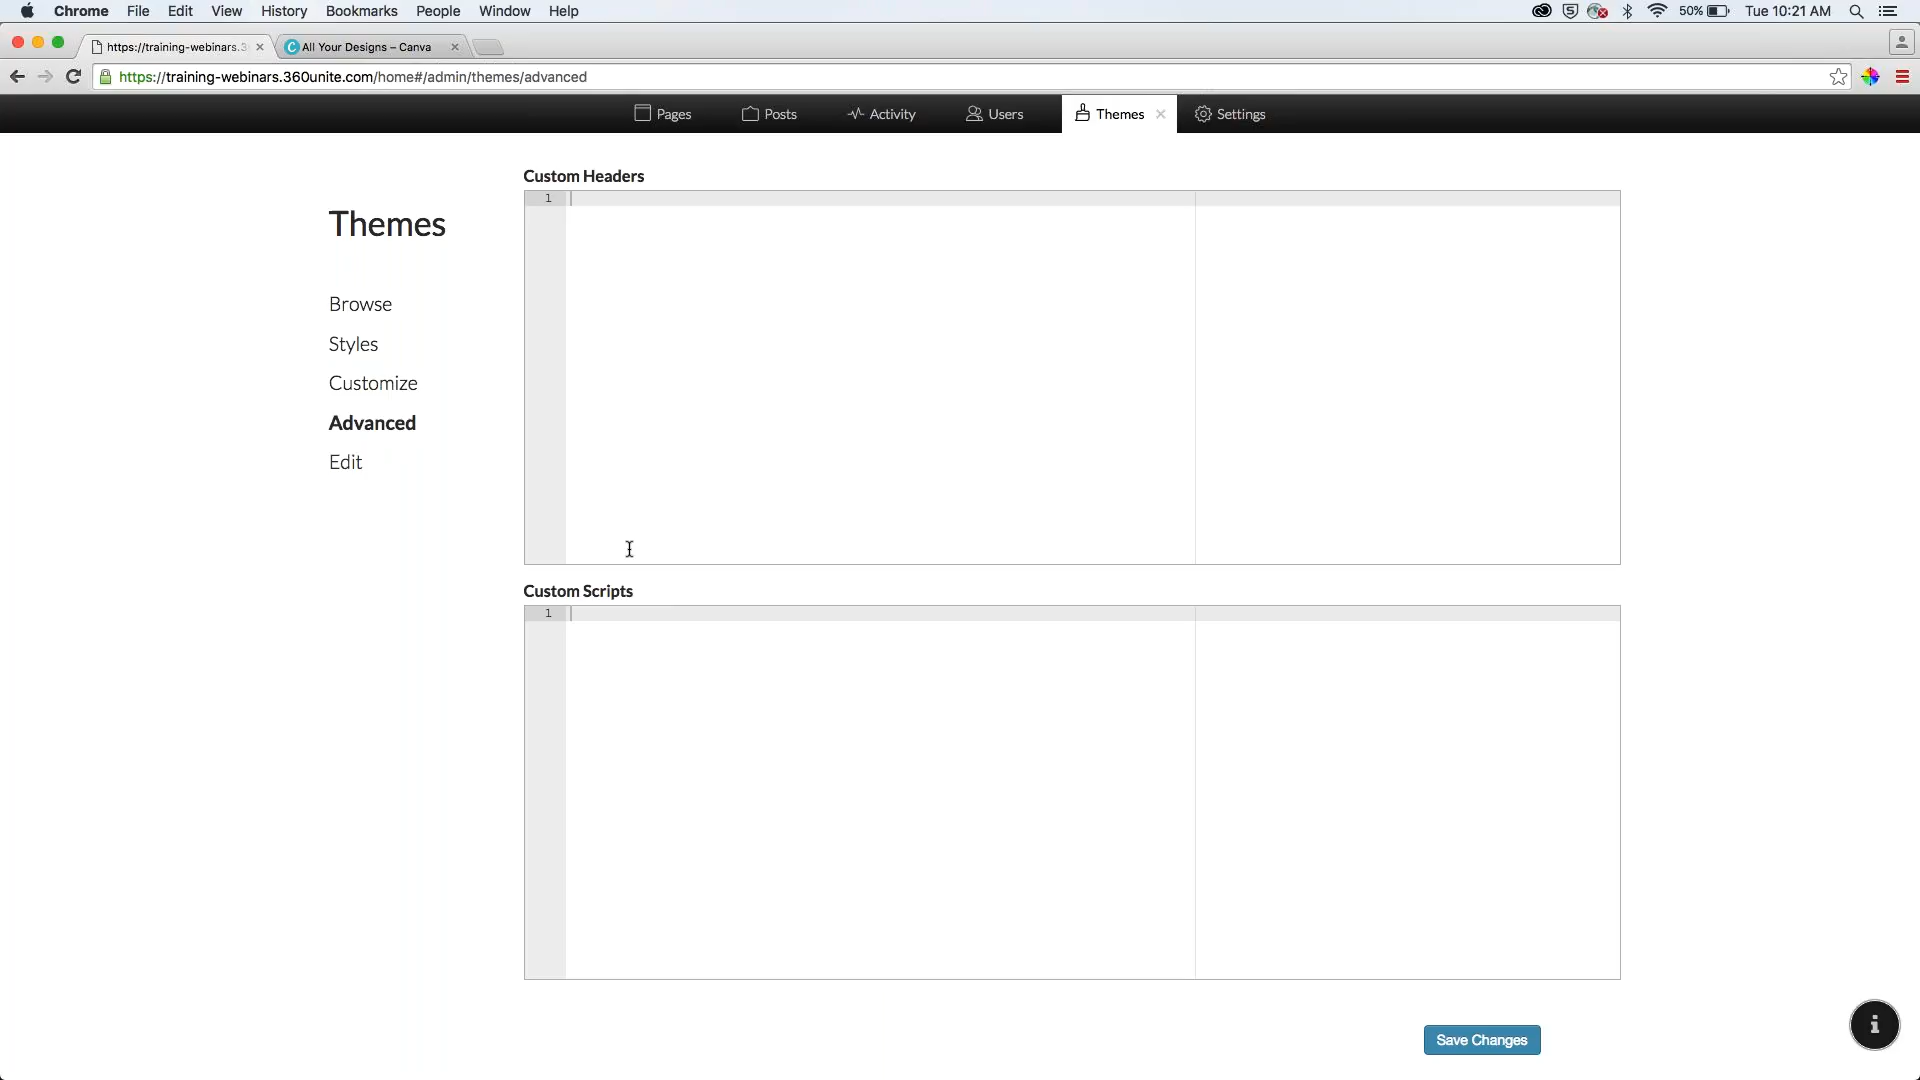 Chrome File Edit View History Bookmarks People Window Help 50% Tue 10:21 AM
https://training-webinars.3 All Your Designs – Canva
https://training-webinars.360unite.com/home#/admin/themes/advanced
Pages Posts Activity Users Themes Settings
Custom Headers
1
Themes
Browse
Styles
Customize
Advanced
Edit
Custom Scripts
1
Save Changes